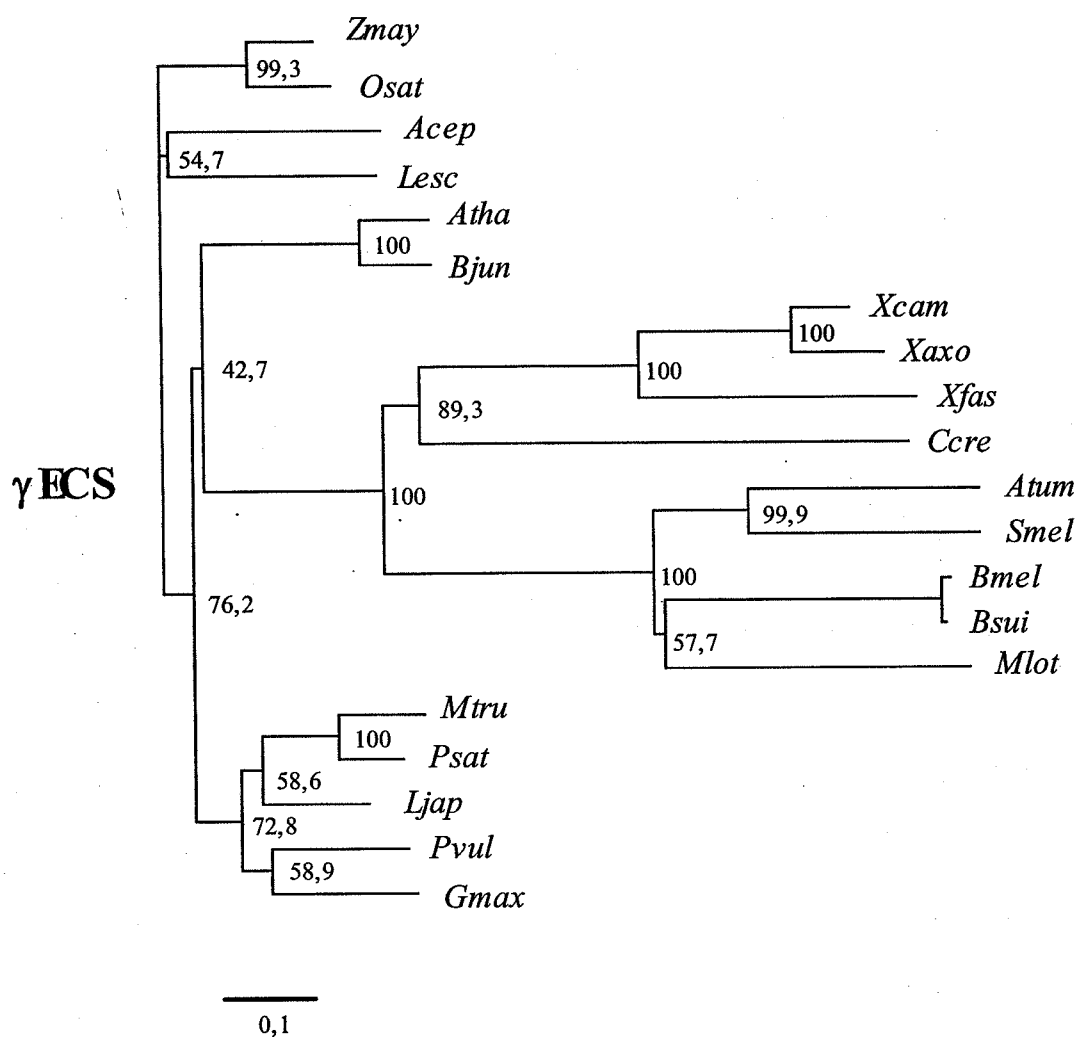 Zmay
99,3
Osat
Acep
54,7
Lesc
Atha
100
Bjun
Xcam
100
Xaxo
100
42,7
Xfas
89,3
Ccre
γ ECS
100
Atum
99,9
Smel
100
Bmel
76,2
Bsui
57,7
Mlot
Mtru
100
Psat
58,6
Ljap
72,8
Pvul
58,9
Gmax
0,1